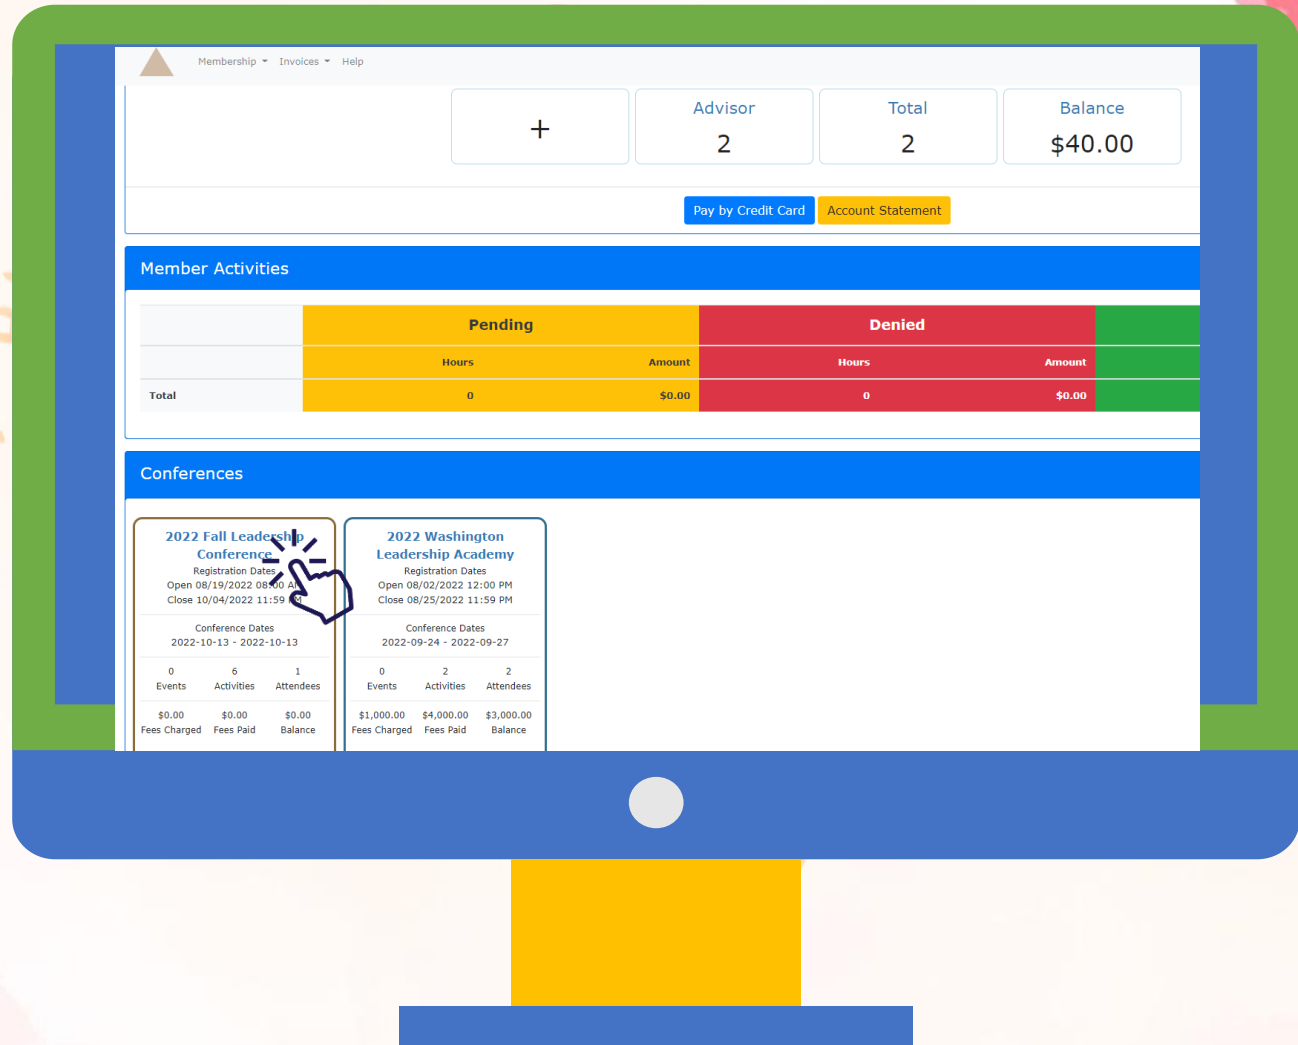 Membership Invoices Help
+
Advisor Total Balance
2 2 $40.00
Pay by Credit Card Account Statement
Member Activities
Pending Denied
Hours Amount Hours Amount
Total 0 $0.00 0 $0.00
Conferences
2022 Fall Leadership
Conference
Registration Dates
Open 08/19/2022 08:00 AM
Close 10/04/2022 11:59 PM
Conference Dates
2022-10-13 - 2022-10-13
0 6 1
Events Activities Attendees
$0.00 $0.00 $0.00
Fees Charged Fees Paid Balance
2022 Washington
Leadership Academy
Registration Dates
Open 08/02/2022 12:00 PM
Close 08/25/2022 11:59 PM
Conference Dates
2022-09-24 - 2022-09-27
0 2 2
Events Activities Attendees
$1,000.00 $4,000.00 $3,000.00
Fees Charged Fees Paid Balance